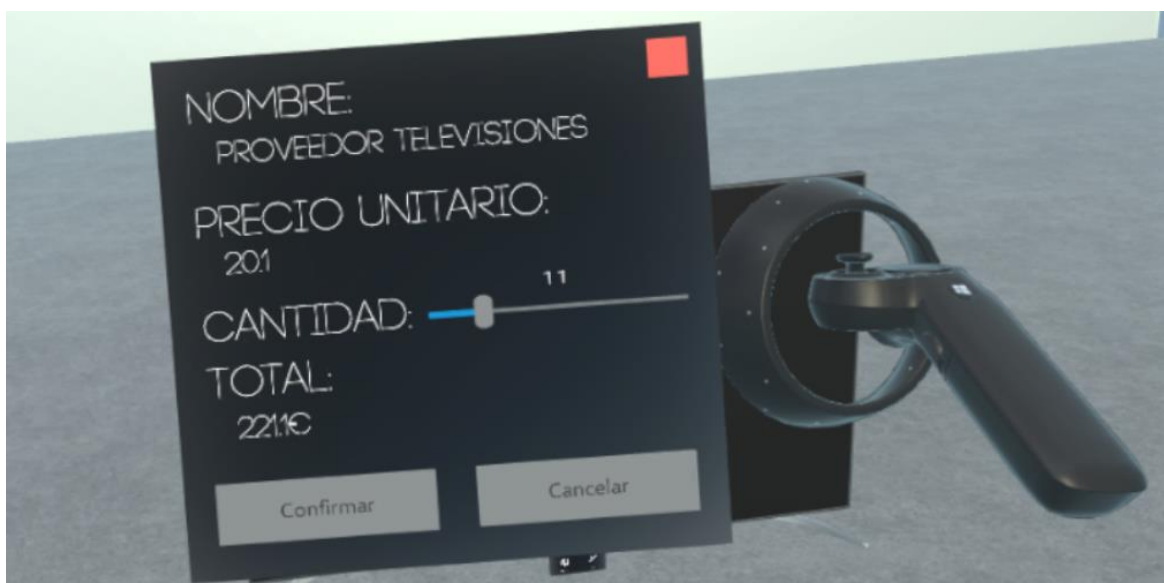 NOMBRE:
PROVEEDOR TELEVISIONES
PRECIO UNITARIO:
20.1
11
CANTIDAD:
TOTAL:
221.1€
Confirmar
Cancelar